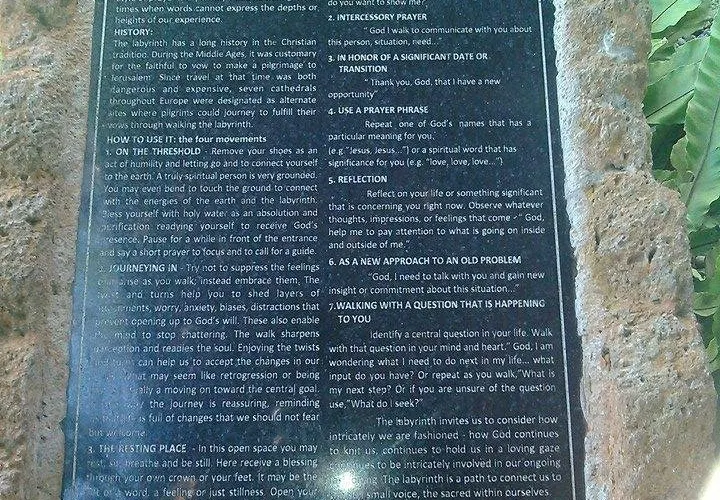 times when words cannot express the depths or
heights of our experience.
HISTORY:
The labyrinth has a long history in the Christian
tradition. During the Middle Ages, it was customary
for the faithful to vow to make a pilgrimage to
Jerusalem. Since travel at that time was both
dangerous and expensive, seven cathedrals
throughout Europe were designated as alternate
sites where pilgrims could journey to fulfill their
vows through walking the labyrinth.
HOW TO USE IT: the four movements
1. ON THE THRESHOLD - Remove your shoes as an
act of humility and letting go and to connect yourself
to the earth. A truly spiritual person is very grounded.
You may even bend to touch the ground to connect
with the energies of the earth and the labyrinth.
Bless yourself with holy water as an absolution and
purification readying yourself to receive God's
presence. Pause for a while in front of the entrance
and say a short prayer to focus and to call for a guide.
2. JOURNEYING IN - Try not to suppress the feelings
arise as you walk; instead embrace them. The
twist and turns help you to shed layers of
worry, anxiety, biases, distractions that
prevent opening up to God's will. These also enable
the mind to stop chattering. The walk sharpens
perception and readies the soul. Enjoying the twists
can help us to accept the changes in our
what may seem like retrogression or being
a moving on toward the central goal.
the journey is reassuring, reminding
is full of changes that we should not fear
but welcome.
3. THE RESTING PLACE - In this open space you may
rest, sit, breathe and be still. Here receive a blessing
through your own crown or your feet. It may be the
of a word, a feeling or just stillness. Open your
do you want to show me?
2. INTERCESSORY PRAYER
" God I walk to communicate with you about
this person, situation, need..."
3. IN HONOR OF A SIGNIFICANT DATE OR
TRANSITION
" Thank you, God, that I have a new
opportunity"
4. USE A PRAYER PHRASE
Repeat one of God's names that has a
particular meaning for you,
(e.g "Jesus, Jesus...") or a spiritual word that has
significance for you (e.g. "love, love, love...")
5. REFLECTION
Reflect on your life or something significant
that is concerning you right now. Observe whatever
thoughts, impressions, or feelings that come -" God,
help me to pay attention to what is going on inside
and outside of me."
6. AS A NEW APPROACH TO AN OLD PROBLEM
"God, I need to talk with you and gain new
insight or commitment about this situation..."
7.WALKING WITH A QUESTION THAT IS HAPPENING
TO YOU
Identify a central question in your life. Walk
with that question in your mind and heart." God, I am
wondering what I need to do next in my life... what
input do you have? Or repeat as you walk,"What is
my next step? Or if you are unsure of the question
use,"What do I seek?"
The labyrinth invites us to consider how
intricately we are fashioned - how God continues
to knit us, continues to hold us in a loving gaze
continues to be intricately involved in our ongoing
The labyrinth is a path to connect us to
small voice, the sacred within ourselves.